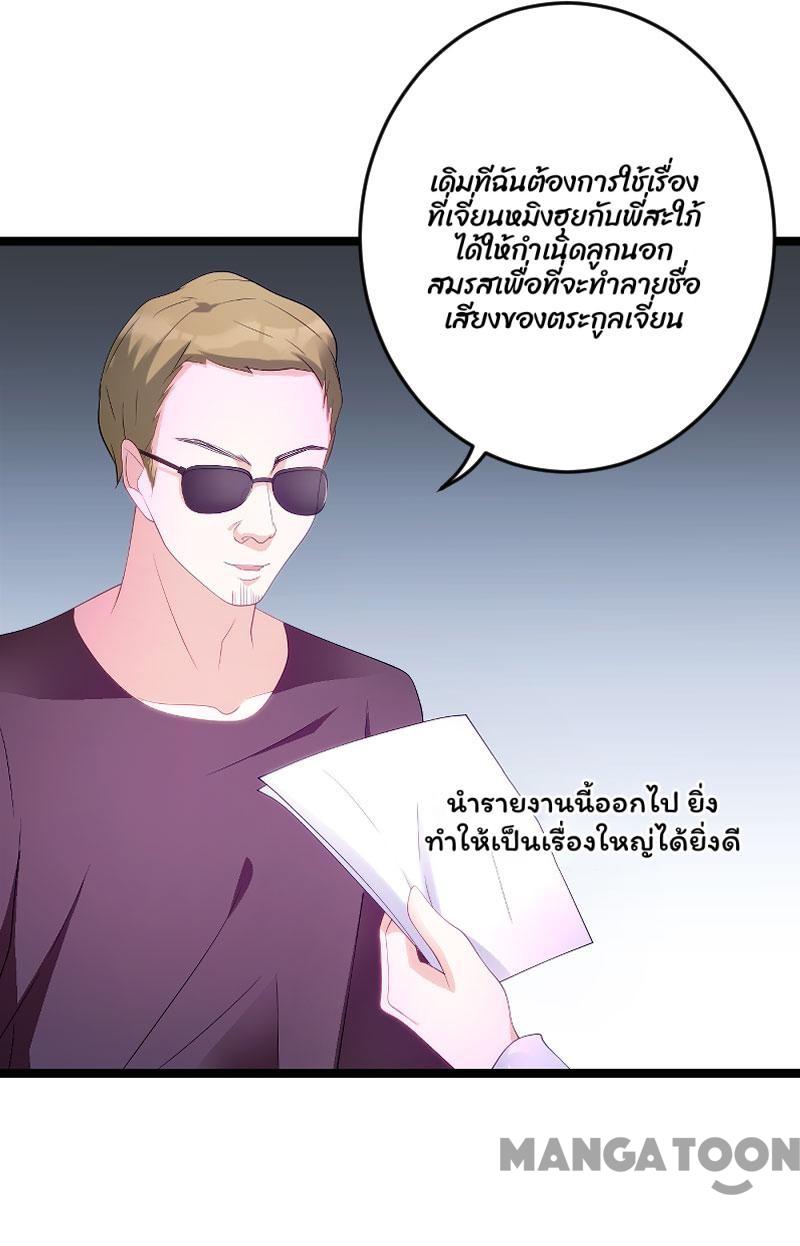 เดิมทีฉันต้องการใช้เรื่อง
ที่เจี่ยนหมิงฮุยกับพี่สะใภ้
ได้ให้กำเนิดลูกนอก
สมรสเพื่อที่จะทำลายชื่อ
เสียงของตระกูลเจี่ยน
นำรายงานนี้ออกไป ยิ่ง
ทำให้เป็นเรื่องใหญ่ได้ยิ่งดี
MANGATOON